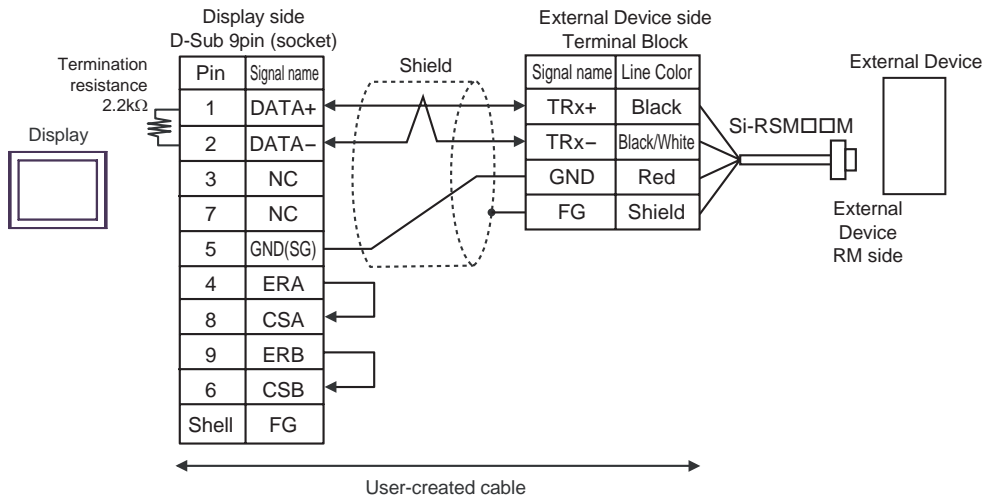 Display side
D-Sub 9pin (socket)
External Device side
Terminal Block
Termination
resistance
2.2kΩ
Shield
External Device
Display
Pin Signal name
1 DATA+
2 DATA−
3 NC
7 NC
5 GND(SG)
4 ERA
8 CSA
9 ERB
6 CSB
Shell FG
Signal name Line Color
TRx+ Black
TRx− Black/White
GND Red
FG Shield
Si-RSM□□M
External
Device
RM side
User-created cable